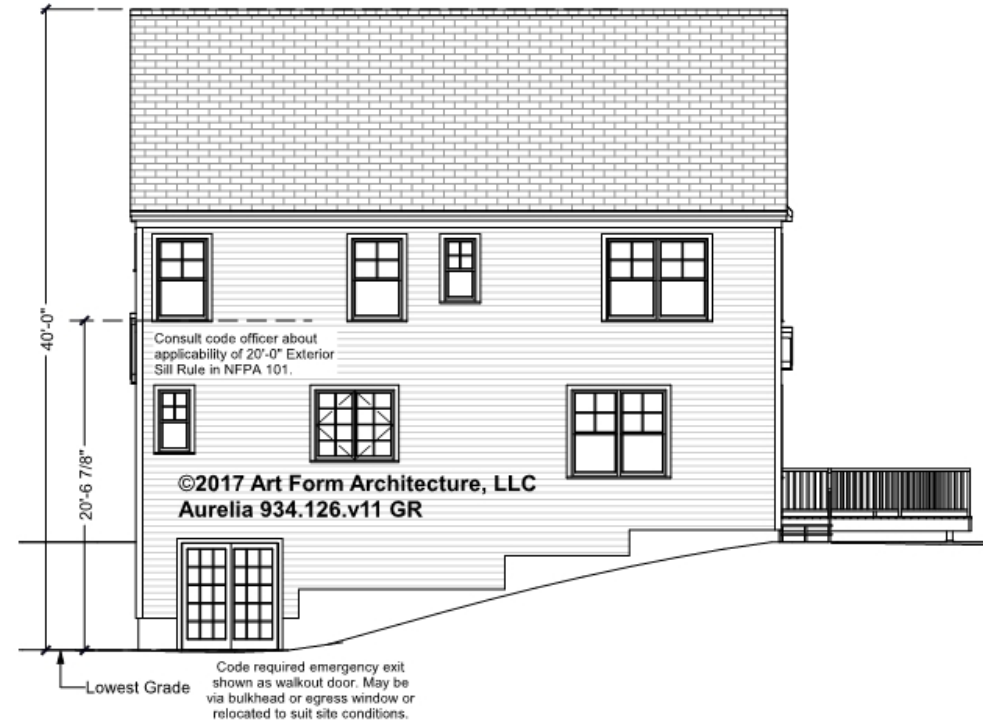 40'-0"
Consult code officer about
applicability of 20'-0" Exterior
Sill Rule in NFPA 101.
20'-6 7/8"
©2017 Art Form Architecture, LLC
Aurelia 934.126.v11 GR
Lowest Grade
Code required emergency exit
shown as walkout door. May be
via bulkhead or egress window or
relocated to suit site conditions.